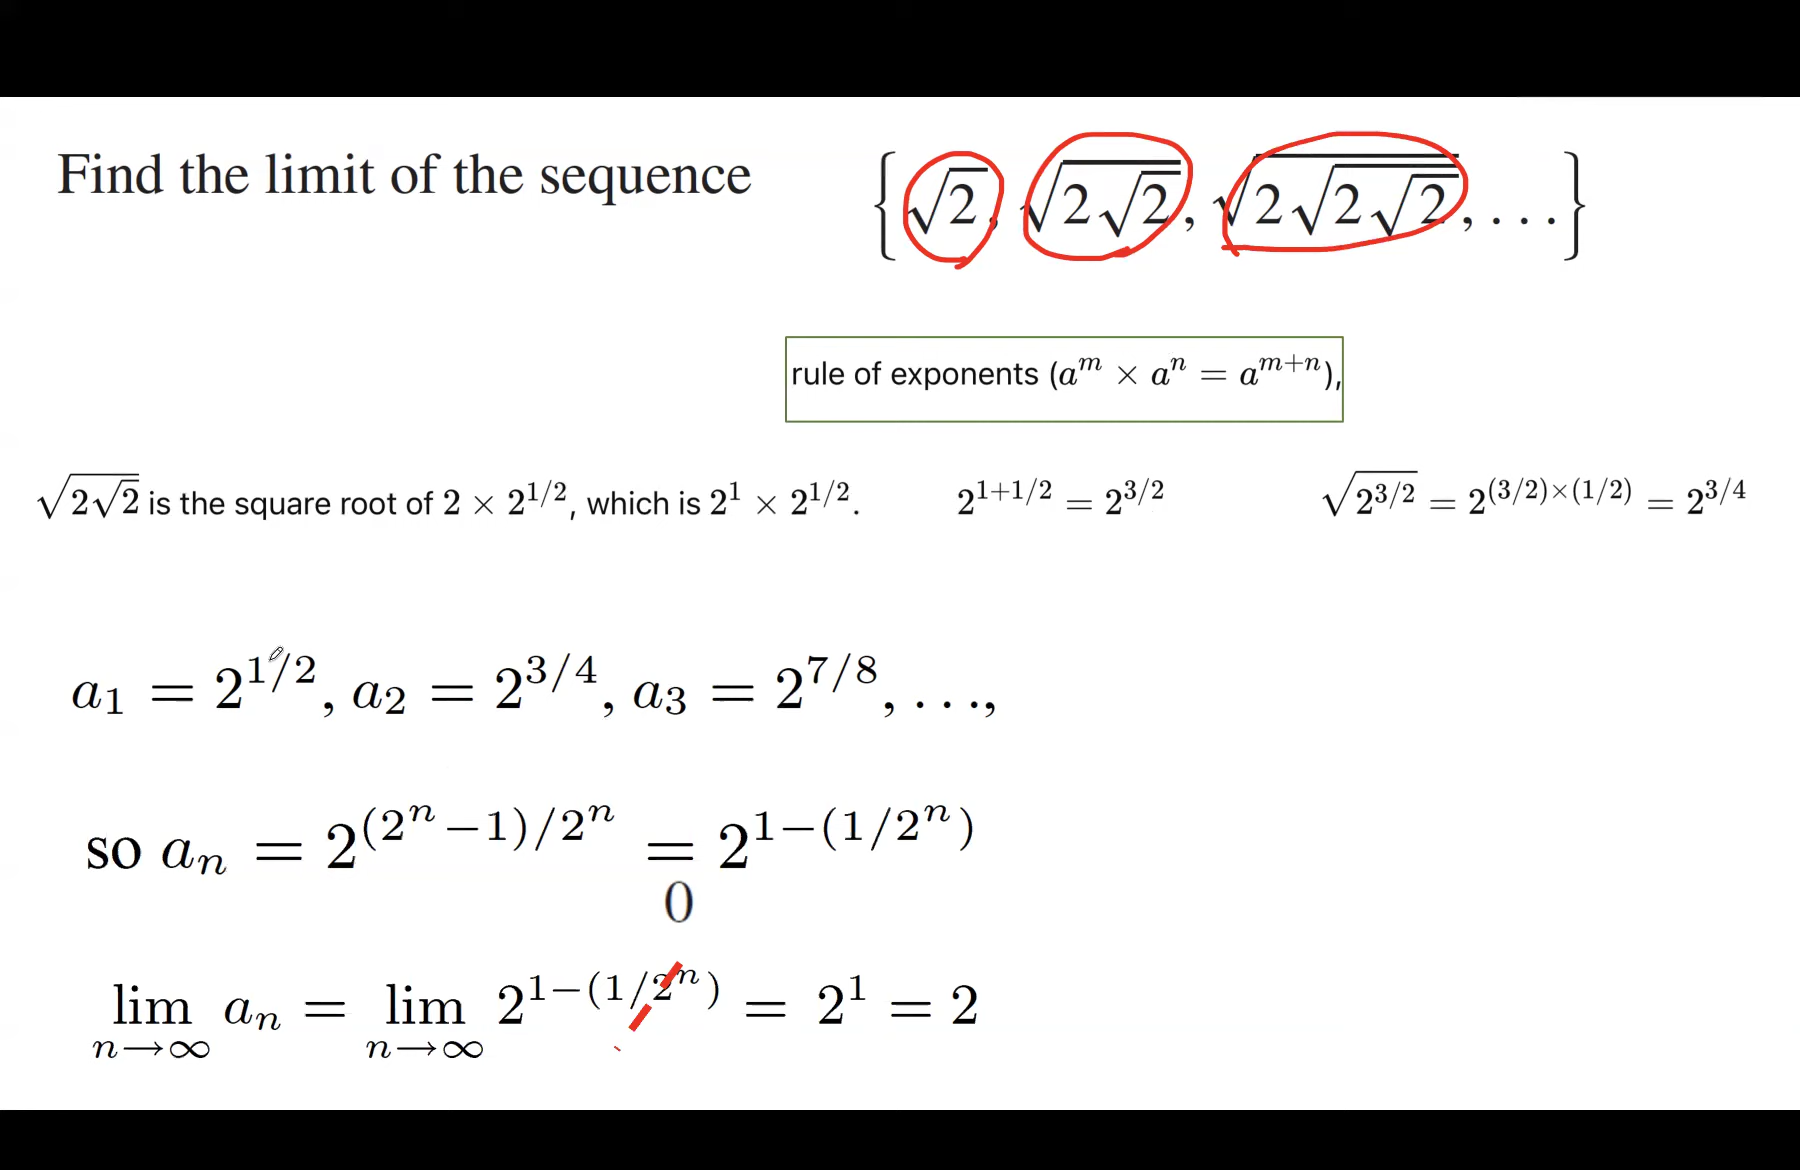 Find the limit of the sequence {√2, √(2√2), √(2√(2√2)), ...}
rule of exponents (a^m × a^n = a^(m+n)),
√(2√2) is the square root of 2 × 2^(1/2), which is 2^1 × 2^(1/2). 2^(1+1/2) = 2^(3/2) √(2^(3/2)) = 2^((3/2)×(1/2)) = 2^(3/4)
a₁ = 2^(1/2), a₂ = 2^(3/4), a₃ = 2^(7/8), ...,
so aₙ = 2^((2^n −1)/2^n) = 2^(1−(1/2^n))
0
lim n→∞ aₙ = lim n→∞ 2^(1−(1/2^n)) = 2^1 = 2